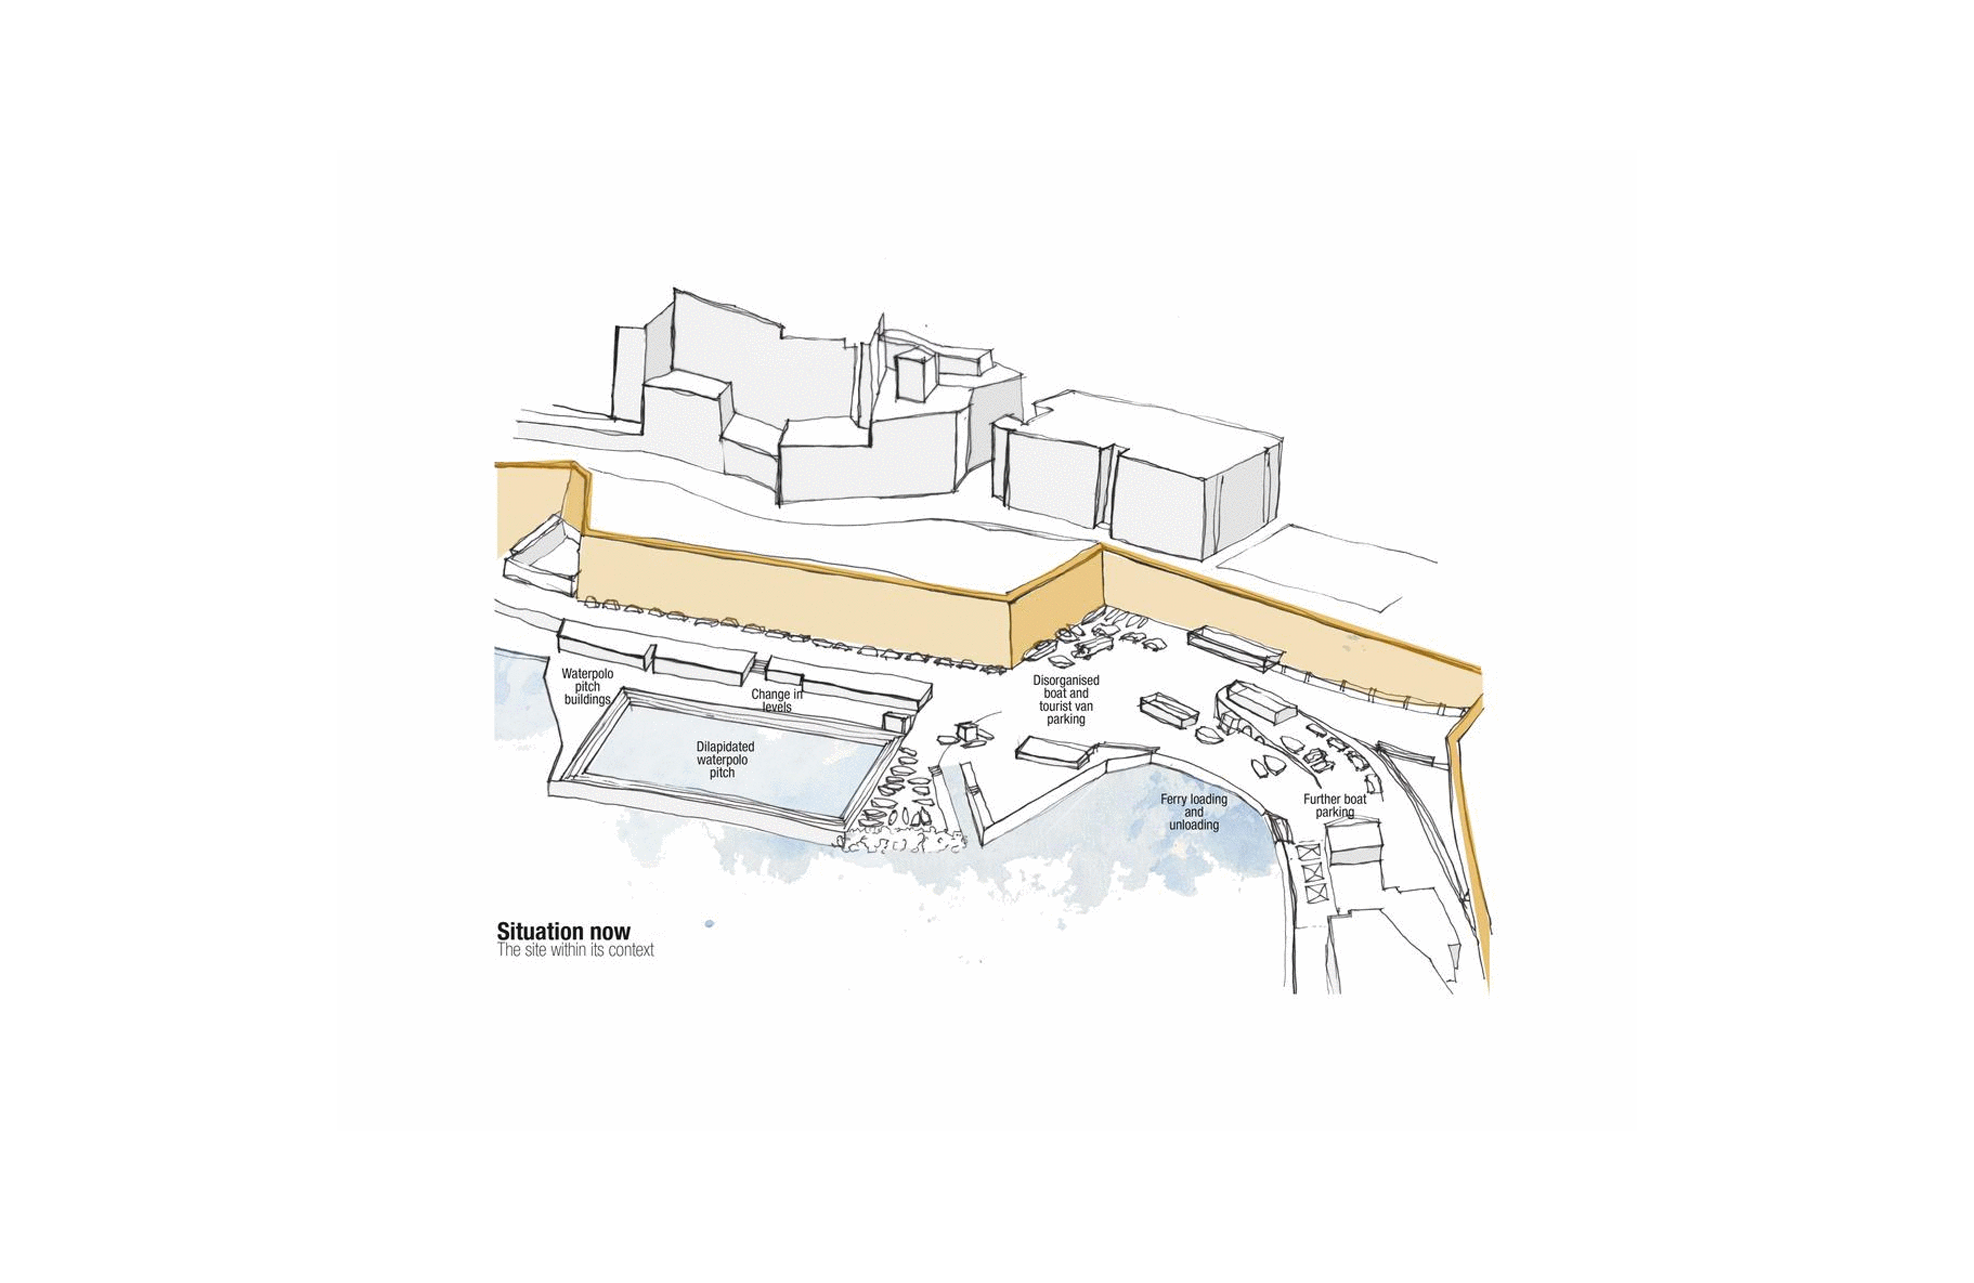 Waterpolo
pitch
buildings
Change in
levels
Dilapidated
waterpolo
pitch
Disorganised
boat and
tourist van
parking
Ferry loading
and
unloading
Further boat
parking
Situation now
The site within its context